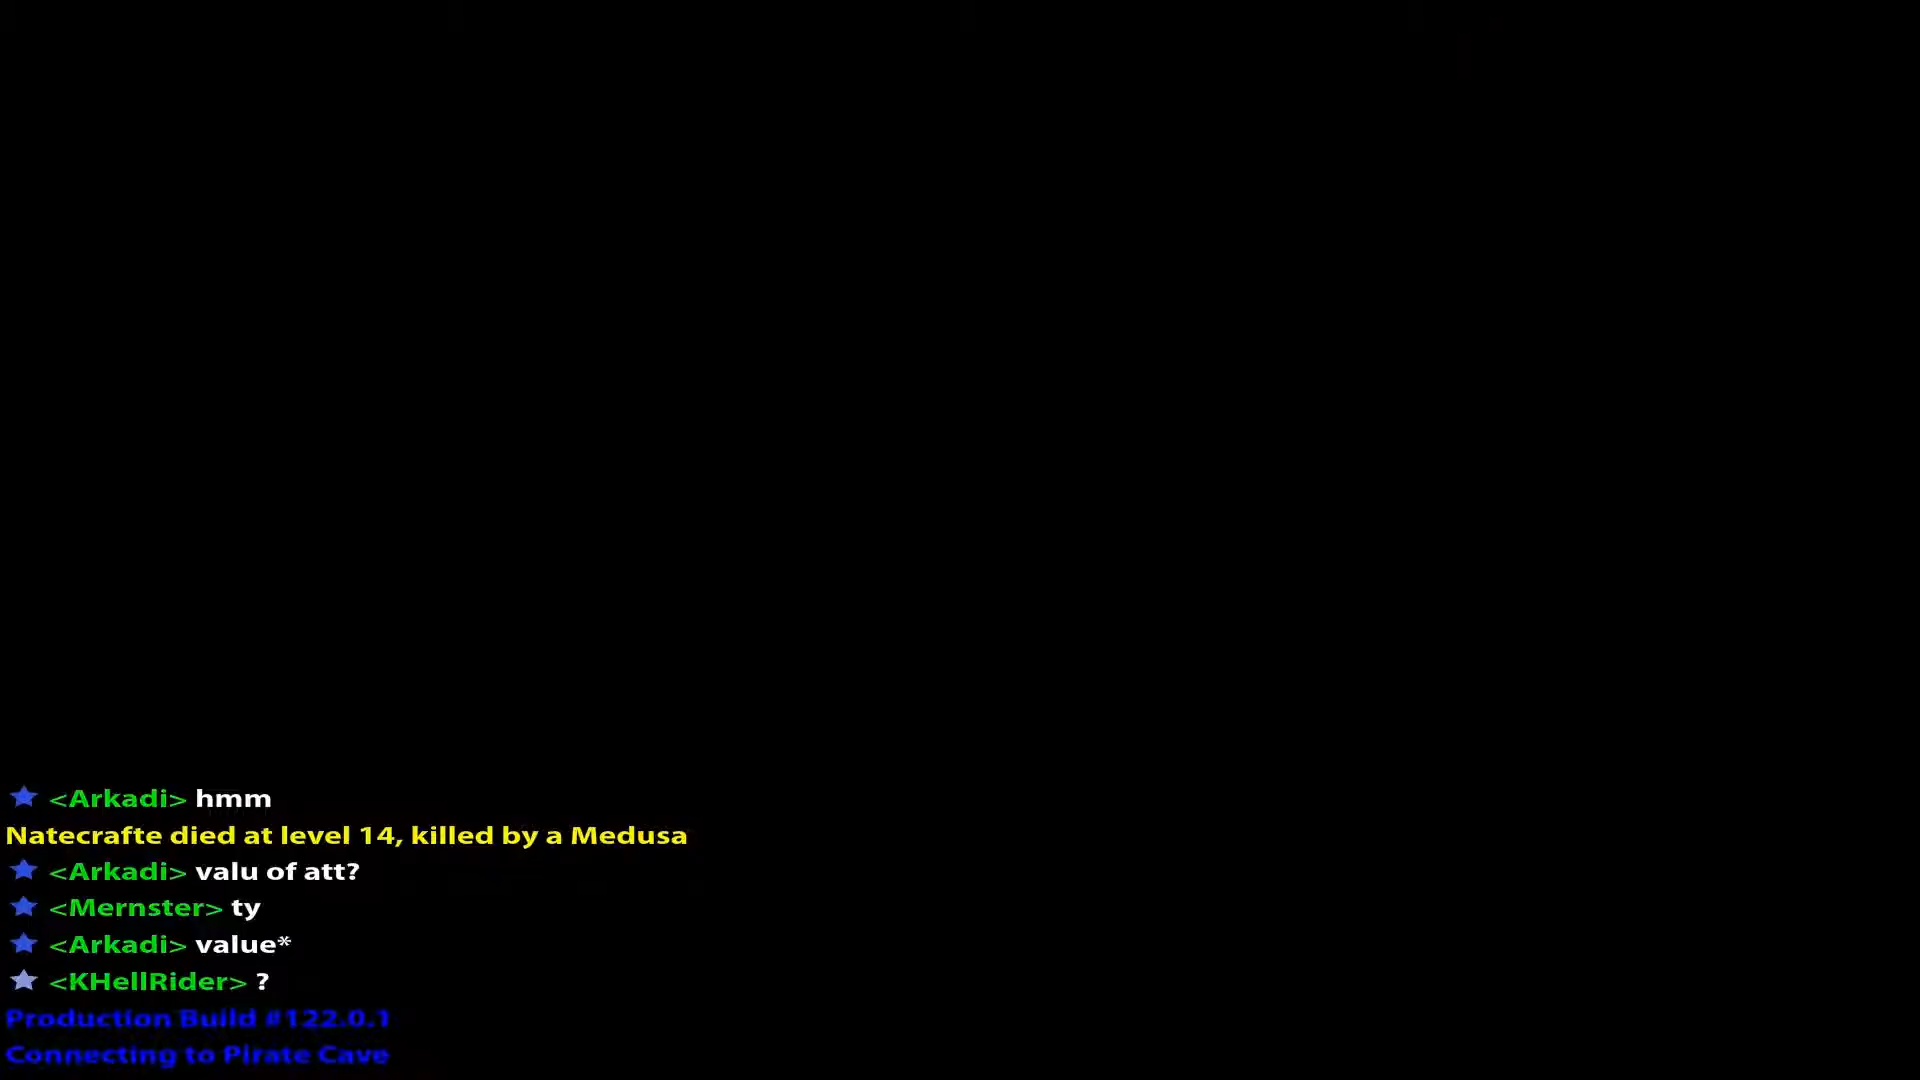 <Arkadi> hmm
Natecrafte died at level 14, killed by a Medusa
<Arkadi> valu of att?
<Mernster> ty
<Arkadi> value*
<KHellRider> ?
Production Build #122.0.1
Connecting to Pirate Cave